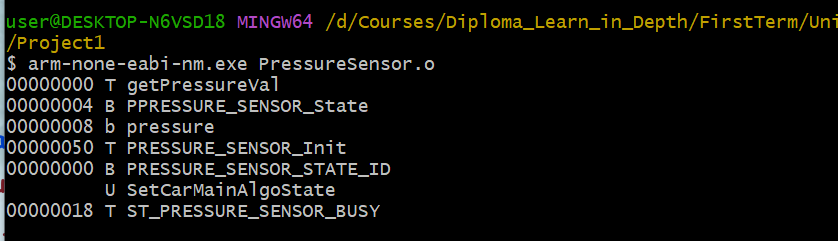 user@DESKTOP-N6VSD18 MINGW64 /d/Courses/Diploma_Learn_in_Depth/FirstTerm/Uni
/Project1
$ arm-none-eabi-nm.exe PressureSensor.o
00000000 T getPressureVal
00000004 B PPRESSURE_SENSOR_State
00000008 b pressure
00000050 T PRESSURE_SENSOR_Init
00000000 B PRESSURE_SENSOR_STATE_ID
         U SetCarMainAlgoState
00000018 T ST_PRESSURE_SENSOR_BUSY